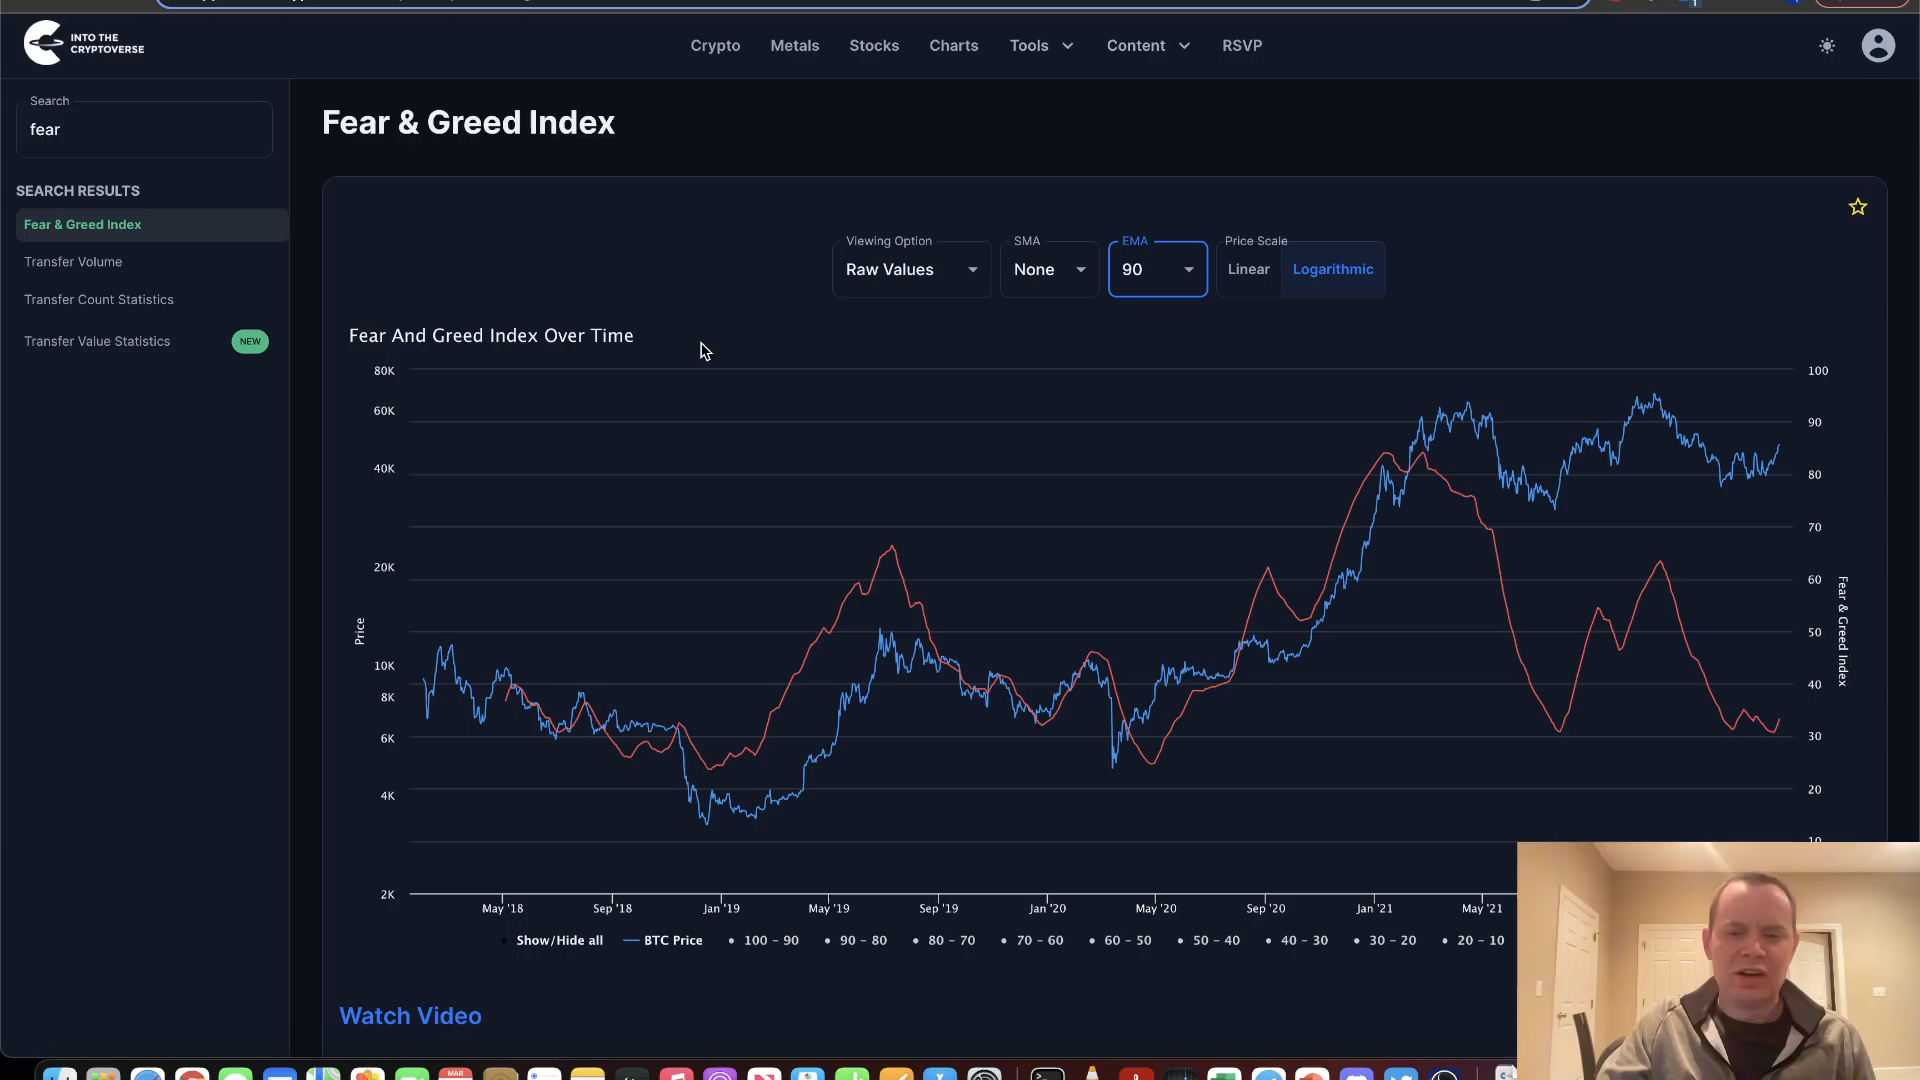 INTO THE
CRYPTOVERSE
Crypto
Metals
Stocks
Charts
Tools
Content
RSVP
Search
fear
SEARCH RESULTS
Fear & Greed Index
Transfer Volume
Transfer Count Statistics
Transfer Value Statistics
NEW
Fear & Greed Index
Viewing Option
Raw Values
SMA
None
EMA
90
Price Scale
Linear
Logarithmic
Fear And Greed Index Over Time
80K
60K
40K
20K
10K
8K
6K
4K
2K
Price
100
90
80
70
60
50
40
30
20
10
Fear & Greed Index
May '18
Sep '18
Jan '19
May '19
Sep '19
Jan '20
May '20
Sep '20
Jan '21
May '21
Show/Hide all
BTC Price
100 - 90
90 - 80
80 - 70
70 - 60
60 - 50
50 - 40
40 - 30
30 - 20
20 - 10
Watch Video
MAR